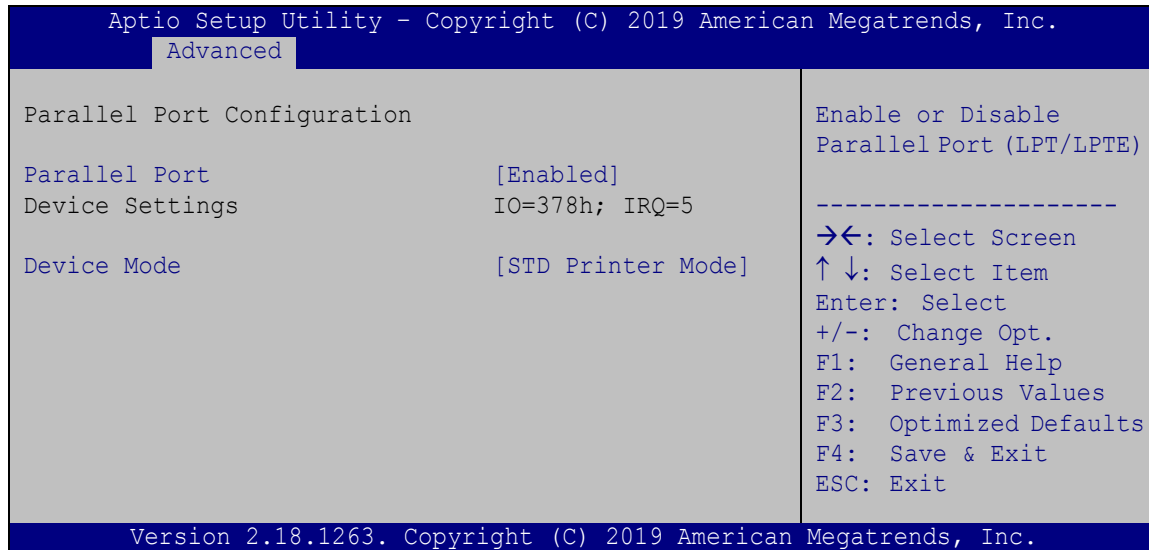 Aptio Setup Utility – Copyright (C) 2019 American Megatrends, Inc.
Advanced
Parallel Port Configuration
Parallel Port [Enabled]
Device Settings IO=378h; IRQ=5
Device Mode [STD Printer Mode]
Enable or Disable
Parallel Port (LPT/LPTE)
----------------------
→←: Select Screen
↑ ↓: Select Item
Enter: Select
+/-: Change Opt.
F1: General Help
F2: Previous Values
F3: Optimized Defaults
F4: Save & Exit
ESC: Exit
Version 2.18.1263. Copyright (C) 2019 American Megatrends, Inc.